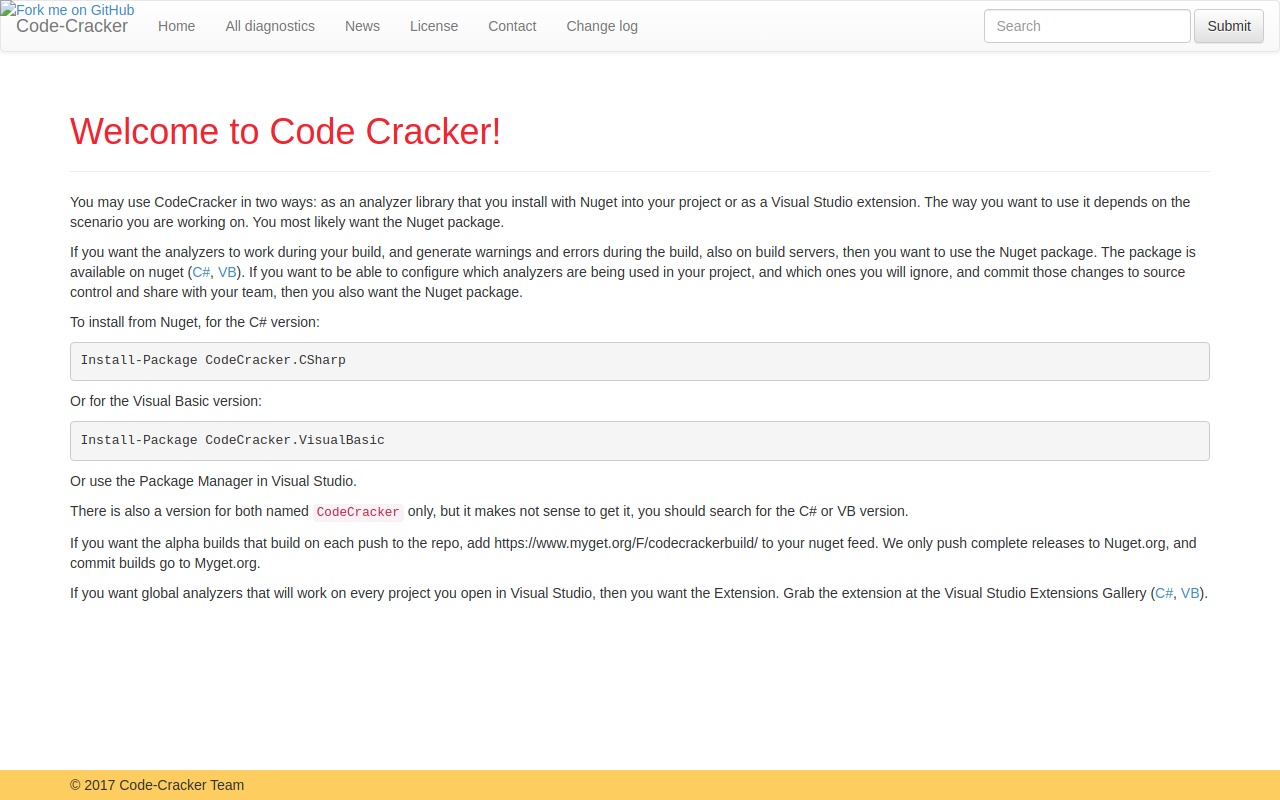 Fork me on GitHub
Code-Cracker Home All diagnostics News License Contact Change log Search Submit
Welcome to Code Cracker!
You may use CodeCracker in two ways: as an analyzer library that you install with Nuget into your project or as a Visual Studio extension. The way you want to use it depends on the
scenario you are working on. You most likely want the Nuget package.
If you want the analyzers to work during your build, and generate warnings and errors during the build, also on build servers, then you want to use the Nuget package. The package is
available on nuget (C#, VB). If you want to be able to configure which analyzers are being used in your project, and which ones you will ignore, and commit those changes to source
control and share with your team, then you also want the Nuget package.
To install from Nuget, for the C# version:
Install-Package CodeCracker.CSharp
Or for the Visual Basic version:
Install-Package CodeCracker.VisualBasic
Or use the Package Manager in Visual Studio.
There is also a version for both named CodeCracker only, but it makes not sense to get it, you should search for the C# or VB version.
If you want the alpha builds that build on each push to the repo, add https://www.myget.org/F/codecrackerbuild/ to your nuget feed. We only push complete releases to Nuget.org, and
commit builds go to Myget.org.
If you want global analyzers that will work on every project you open in Visual Studio, then you want the Extension. Grab the extension at the Visual Studio Extensions Gallery (C#, VB).
© 2017 Code-Cracker Team